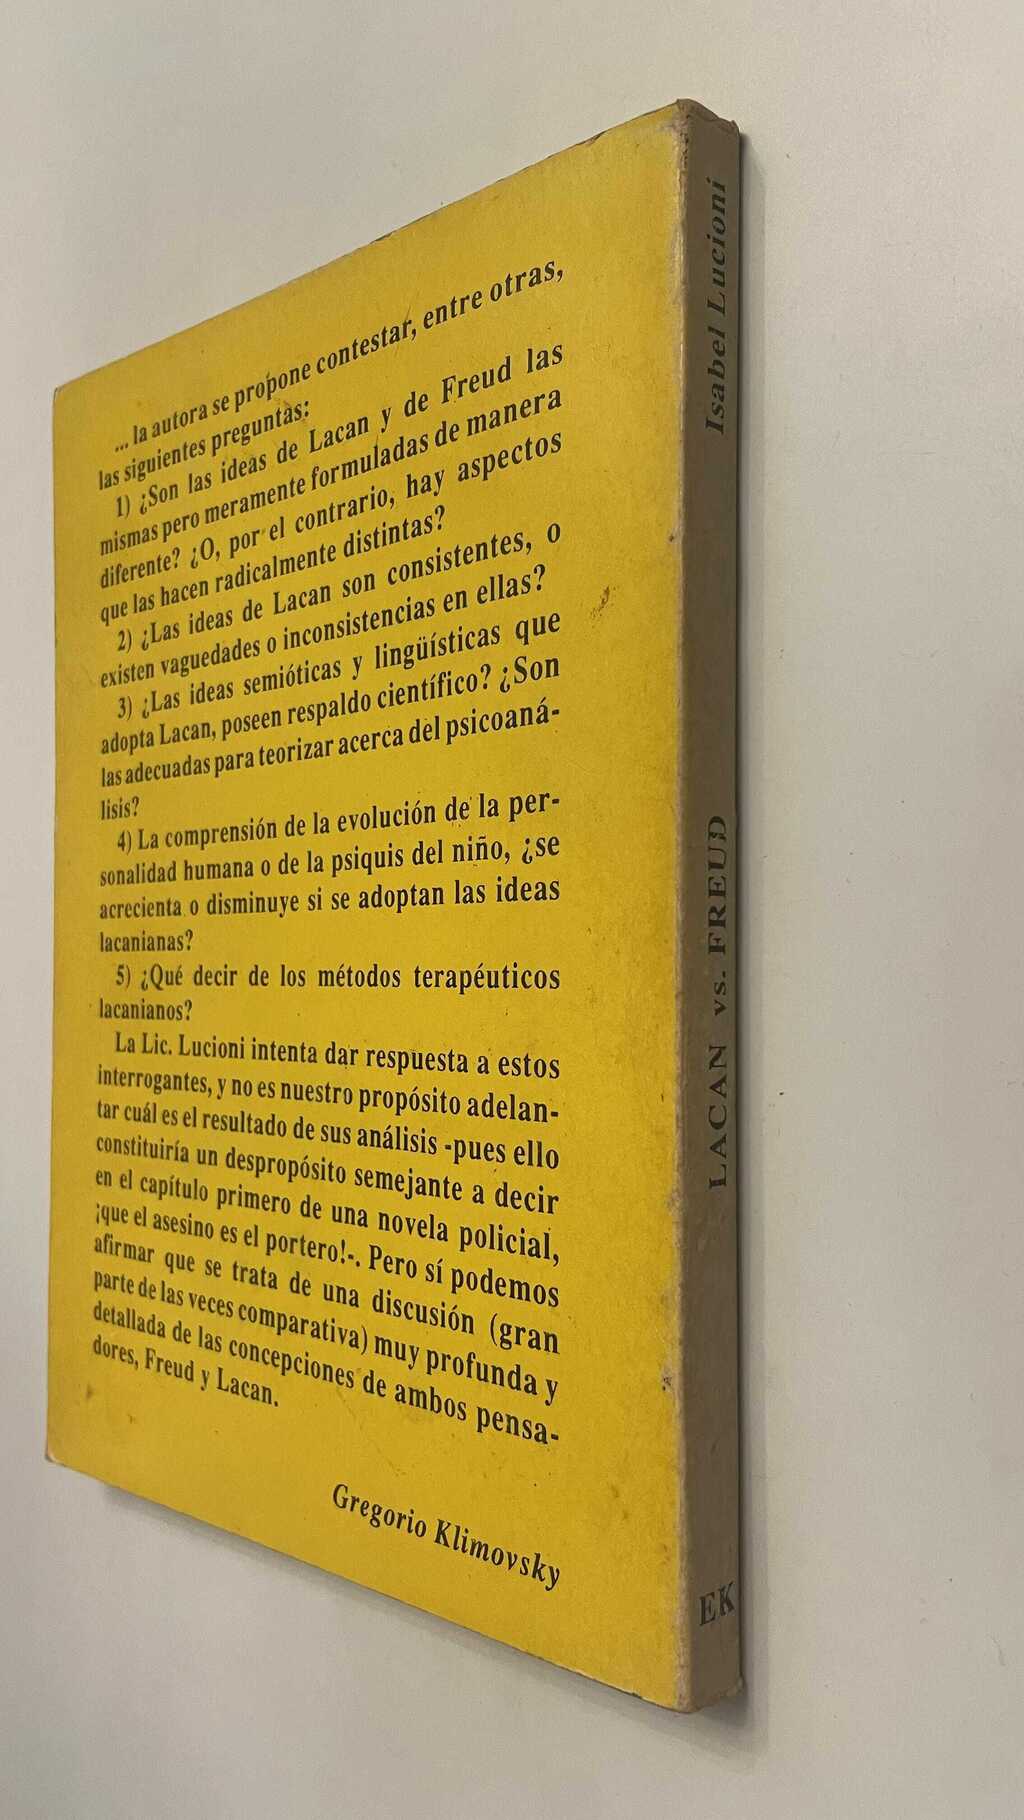 ... la autora se propone contestar, entre otras,
las siguientes preguntas:
1) ¿Son las ideas de Lacan y de Freud las
mismas pero meramente formuladas de manera
diferente? ¿O, por el contrario, hay aspectos
que las hacen radicalmente distintas?
2) ¿Las ideas de Lacan son consistentes, o
existen vaguedades o inconsistencias en ellas?
3) ¿Las ideas semióticas y lingüísticas que
adopta Lacan, poseen respaldo científico? ¿Son
las adecuadas para teorizar acerca del psicoaná-
lisis?
4) La comprensión de la evolución de la per-
sonalidad humana o de la psiquis del niño, ¿se
acrecienta o disminuye si se adoptan las ideas
lacanianas?
5) ¿Qué decir de los métodos terapéuticos
lacanianos?
La Lic. Lucioni intenta dar respuesta a estos
interrogantes, y no es nuestro propósito adelan-
tar cuál es el resultado de sus análisis -pues ello
constituiría un despropósito semejante a decir
en el capítulo primero de una novela policial,
¡que el asesino es el portero!-. Pero sí podemos
afirmar que se trata de una discusión (gran
parte de las veces comparativa) muy profunda y
detallada de las concepciones de ambos pensa-
dores, Freud y Lacan.
Gregorio Klimovsky
Isabel Lucioni
LACAN vs. FREUD
EK